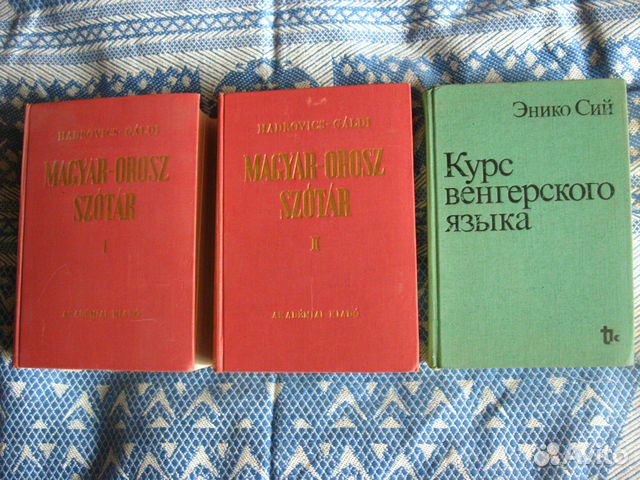 HADROVICS–GÁLDI
MAGYAR–OROSZ
SZÓTÁR
I
AKADÉMIAI KIADÓ
HADROVICS–GÁLDI
MAGYAR–OROSZ
SZÓTÁR
II
AKADÉMIAI KIADÓ
Энико Сий
Курс
венгерского
языка
tk
Avito